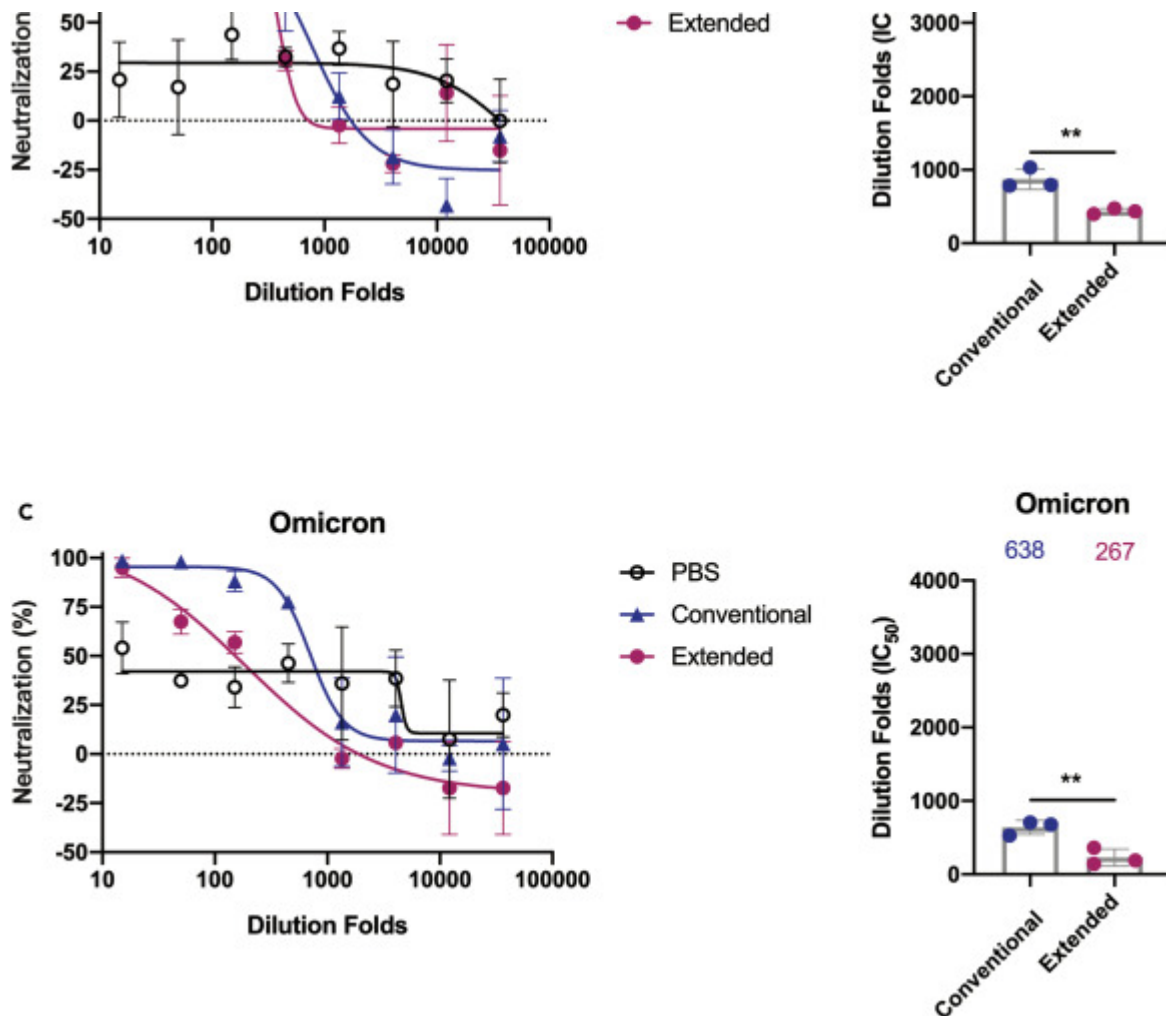 50
25
0
-25
-50
Neutralization
10 100 1000 10000 100000
Dilution Folds
Extended
3000
2000
1000
0
Dilution Folds (IC
**
Conventional
Extended
C
Omicron
100
75
50
25
0
-25
-50
Neutralization (%)
10 100 1000 10000 100000
Dilution Folds
PBS
Conventional
Extended
Omicron
638 267
4000
3000
2000
1000
0
Dilution Folds (IC50)
**
Conventional
Extended